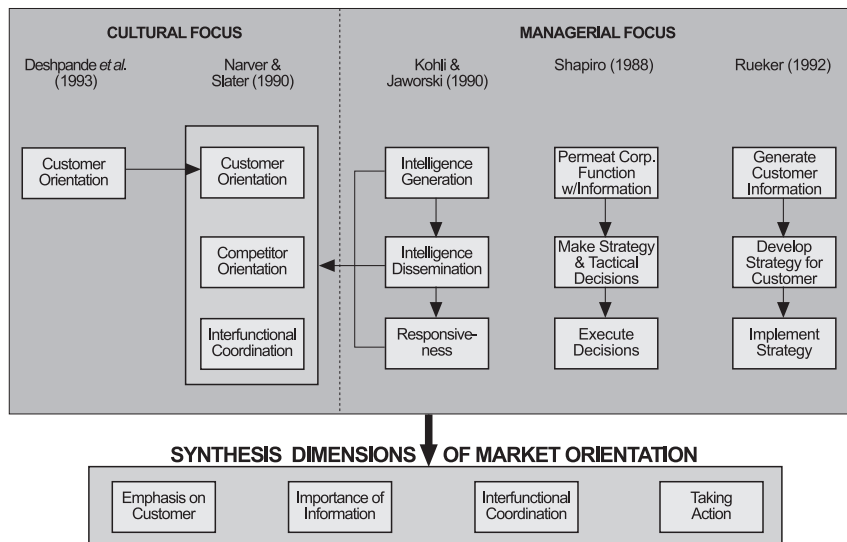 CULTURAL FOCUS
Deshpande et al.
(1993)
Narver &
Slater (1990)
Customer
Orientation
Customer
Orientation
Competitor
Orientation
Interfunctional
Coordination
MANAGERIAL FOCUS
Kohli &
Jaworski (1990)
Shapiro (1988)
Rueker (1992)
Intelligence
Generation
Intelligence
Dissemination
Responsive-
ness
Permeat Corp.
Function
w/Information
Make Strategy
& Tactical
Decisions
Execute
Decisions
Generate
Customer
Information
Develop
Strategy for
Customer
Implement
Strategy
SYNTHESIS DIMENSIONS OF MARKET ORIENTATION
Emphasis on
Customer
Importance of
Information
Interfunctional
Coordination
Taking
Action